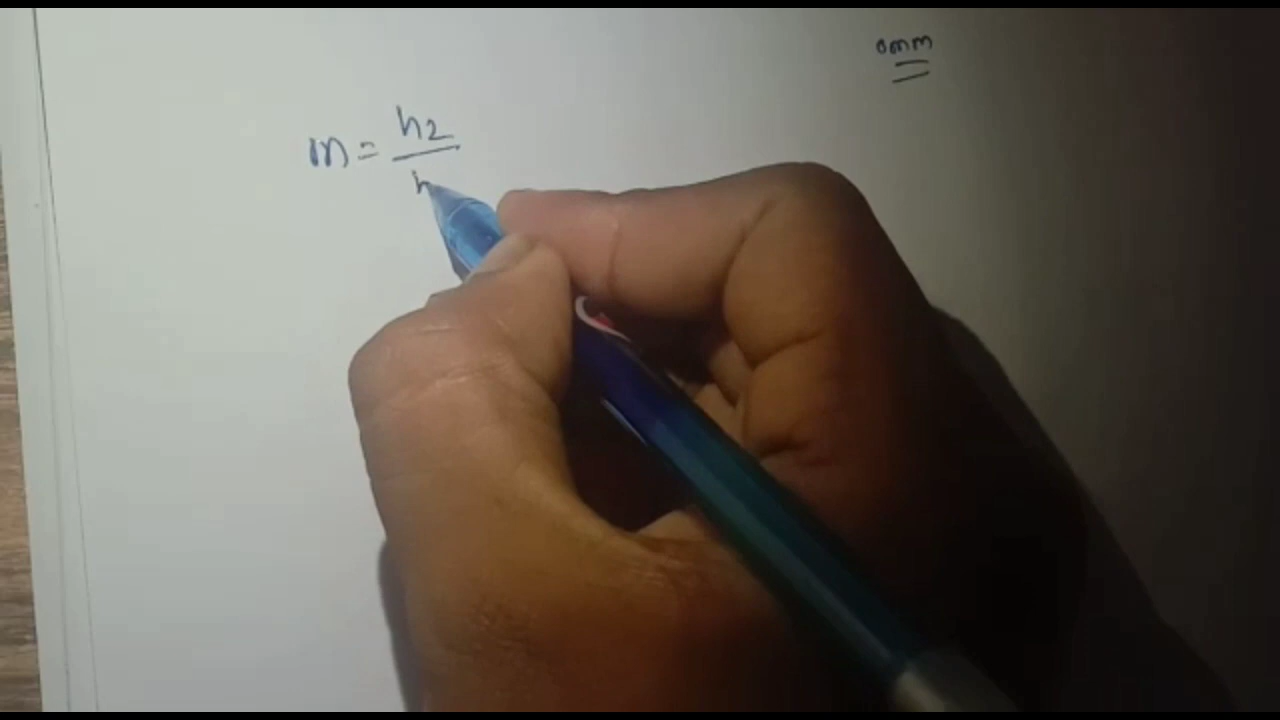 omm
m = h2
h